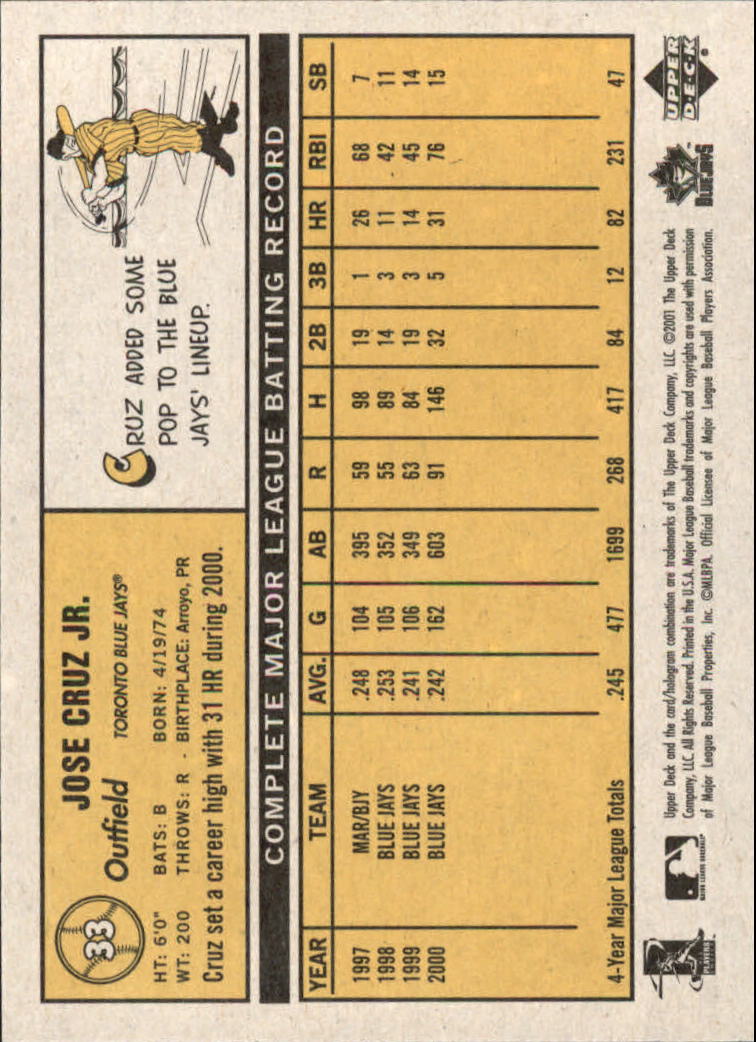 33
JOSE CRUZ JR.
Outfield TORONTO BLUE JAYS®
HT: 6'0" BATS: B BORN: 4/19/74
WT: 200 THROWS: R - BIRTHPLACE: Arroyo, PR
Cruz set a career high with 31 HR during 2000.
CRUZ ADDED SOME
POP TO THE BLUE
JAYS' LINEUP.
COMPLETE MAJOR LEAGUE BATTING RECORD
YEAR TEAM AVG. G AB R H 2B 3B HR RBI SB
1997 MAR/BJY .248 104 395 59 98 19 1 26 68 7
1998 BLUE JAYS .253 105 352 55 89 14 3 11 42 11
1999 BLUE JAYS .241 106 349 63 84 19 3 14 45 14
2000 BLUE JAYS .242 162 603 91 146 32 5 31 76 15
4-Year Major League Totals .245 477 1699 268 417 84 12 82 231 47
PLAYERS
MAJOR LEAGUE BASEBALL
Upper Deck and the card/hologram combination are trademarks of The Upper Deck Company, LLC. ©2001 The Upper Deck
Company, LLC. All Rights Reserved. Printed in the U.S.A. Major League Baseball trademarks and copyrights are used with permission
of Major League Baseball Properties, Inc. ©MLBPA. Official Licensee of Major League Baseball Players Association.
BLUE JAYS™
UPPER
DECK®